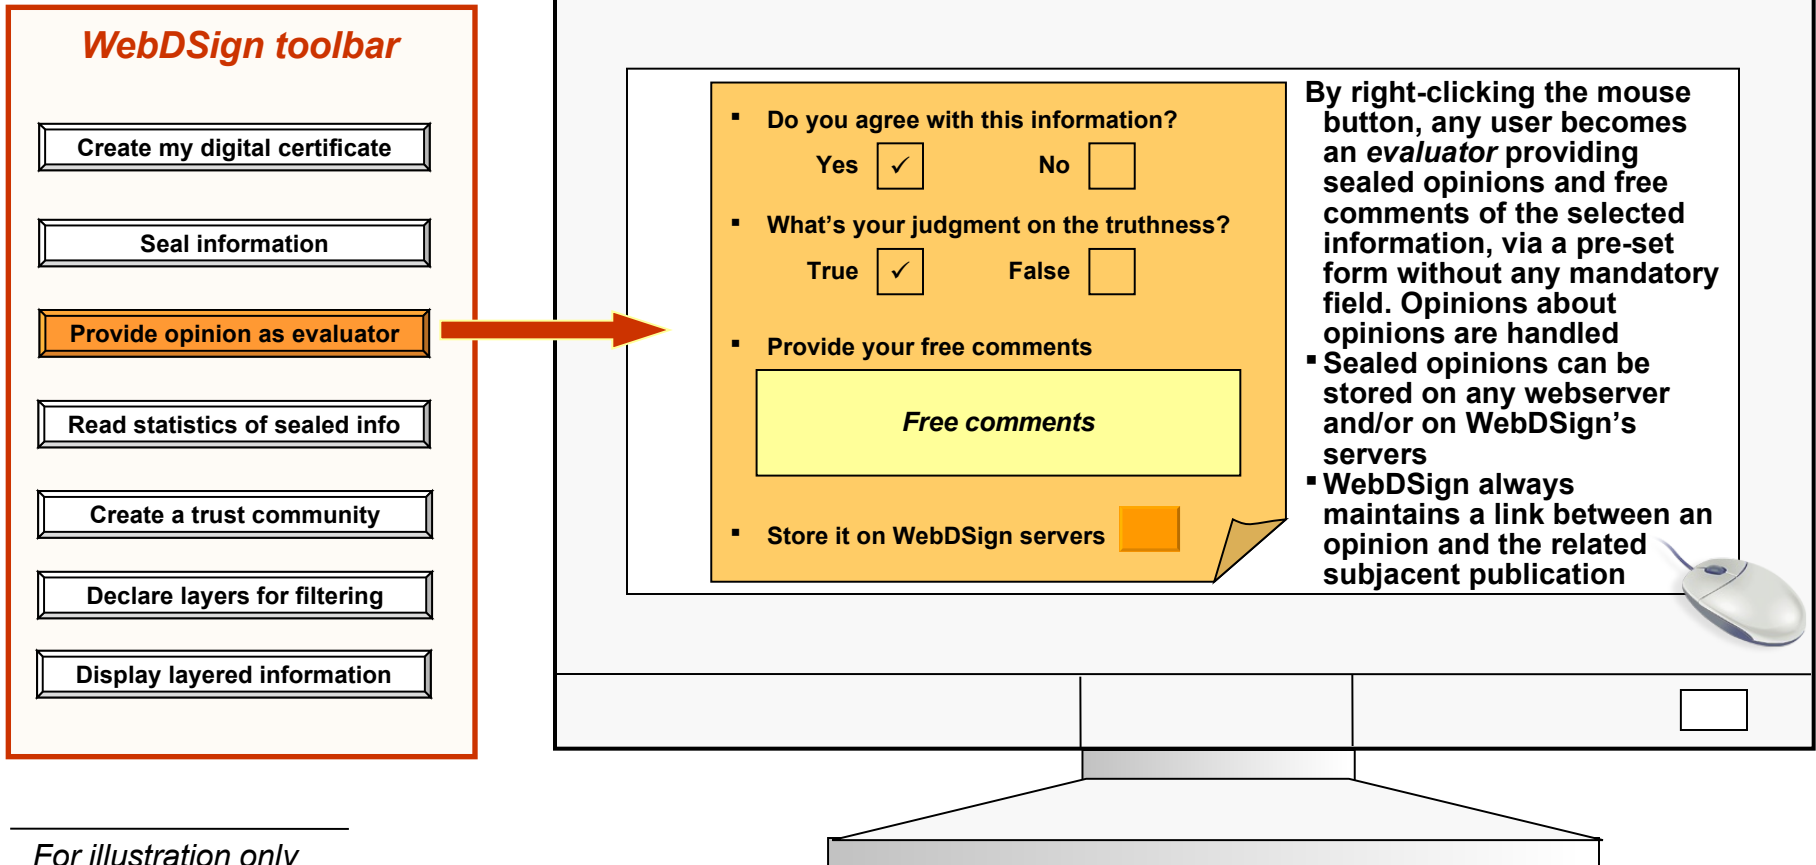 WebDSign toolbar
Create my digital certificate
Seal information
Provide opinion as evaluator
Read statistics of sealed info
Create a trust community
Declare layers for filtering
Display layered information
▪ Do you agree with this information?
Yes ✓ No
▪ What’s your judgment on the truthness?
True ✓ False
▪ Provide your free comments
Free comments
▪ Store it on WebDSign servers
By right-clicking the mouse
button, any user becomes
an evaluator providing
sealed opinions and free
comments of the selected
information, via a pre-set
form without any mandatory
field. Opinions about
opinions are handled
▪ Sealed opinions can be
stored on any webserver
and/or on WebDSign’s
servers
▪ WebDSign always
maintains a link between an
opinion and the related
subjacent publication
For illustration only